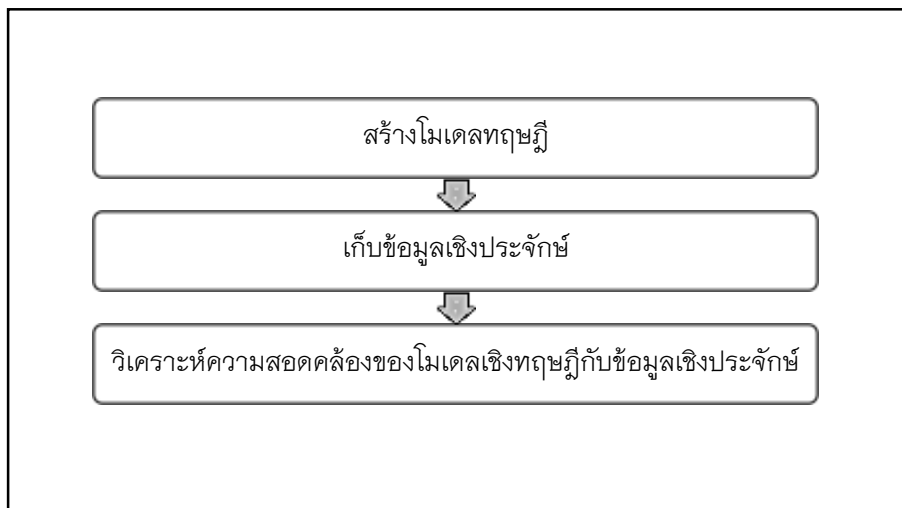 สร้างโมเดลทฤษฎี
เก็บข้อมูลเชิงประจักษ์
วิเคราะห์ความสอดคล้องของโมเดลเชิงทฤษฎีกับข้อมูลเชิงประจักษ์